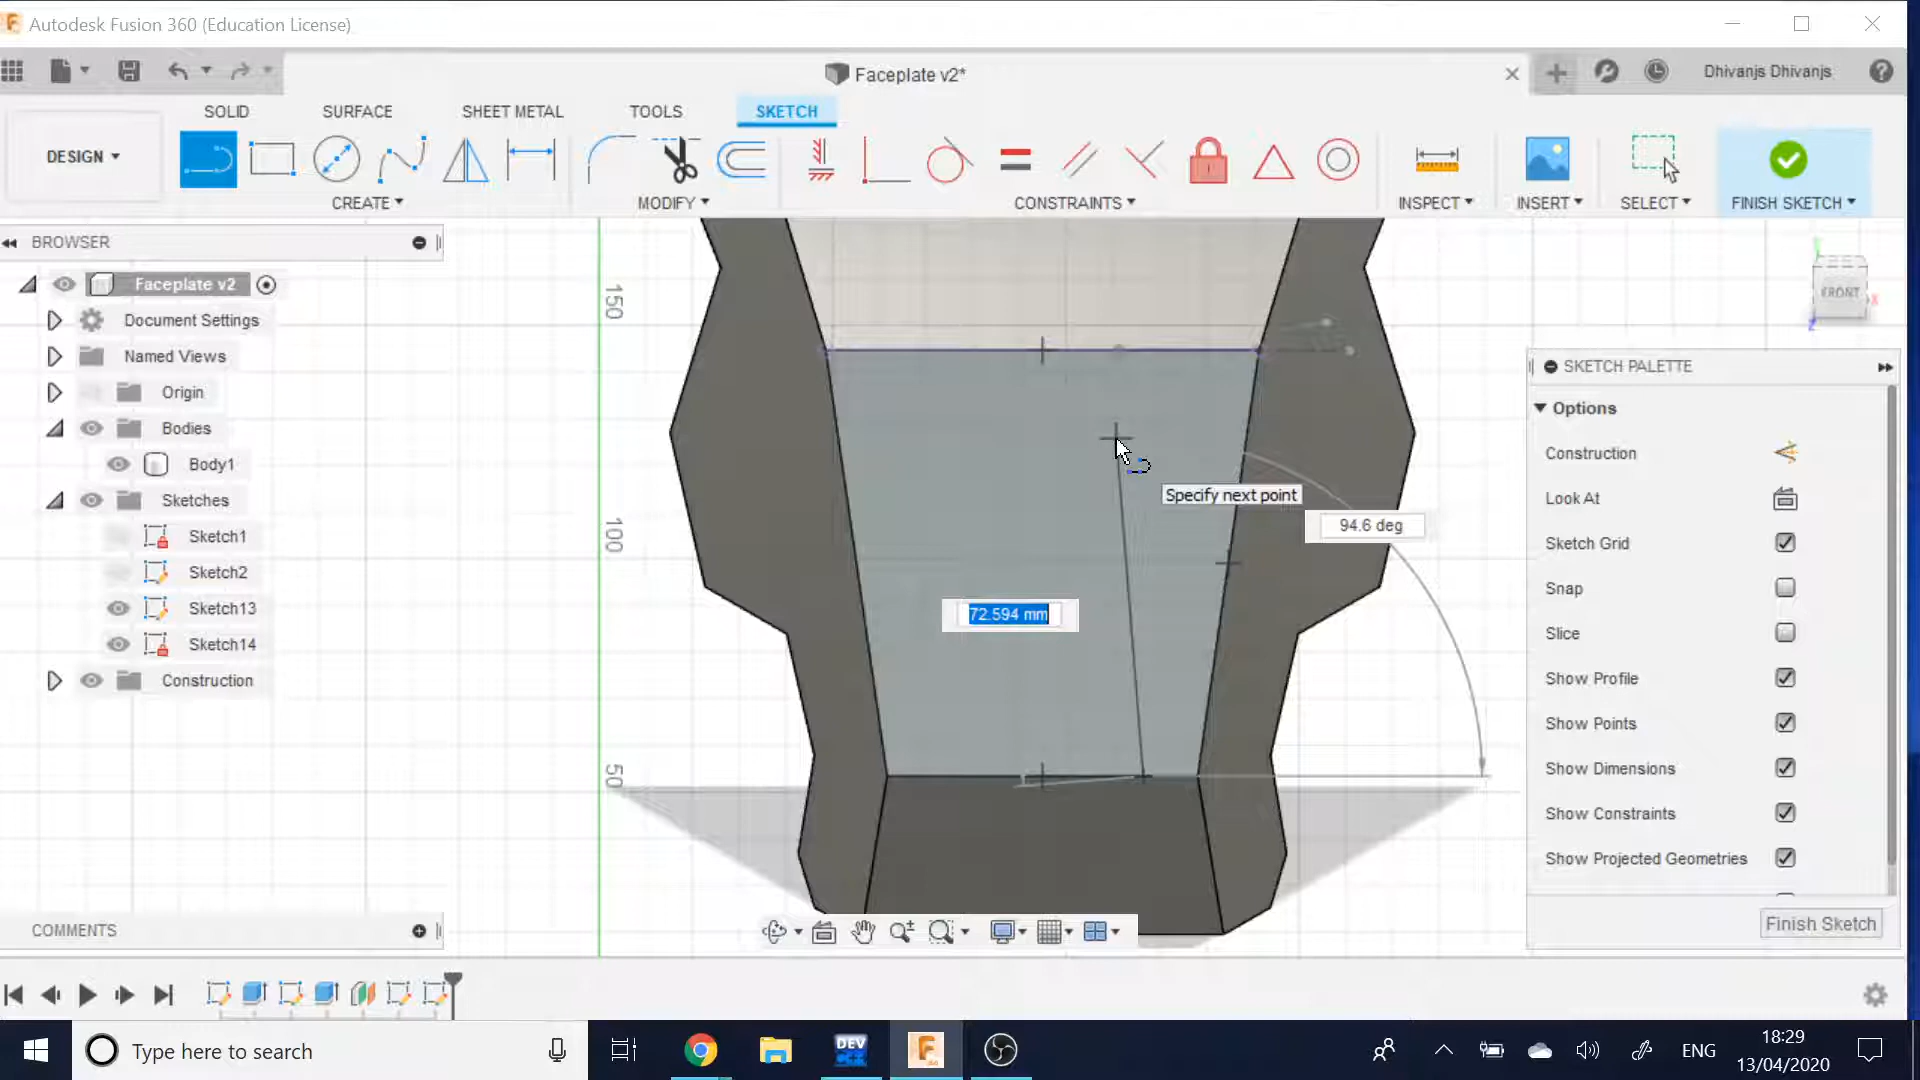 Autodesk Fusion 360 (Education License)
Faceplate v2*
Dhivanjs Dhivanjs
SOLID
SURFACE
SHEET METAL
TOOLS
SKETCH
DESIGN
CREATE
MODIFY
CONSTRAINTS
INSPECT
INSERT
SELECT
FINISH SKETCH
BROWSER
Faceplate v2
Document Settings
Named Views
Origin
Bodies
Body1
Sketches
Sketch1
Sketch2
Sketch13
Sketch14
Construction
COMMENTS
150
100
50
Specify next point
94.6 deg
72.594 mm
FRONT
X
Z
SKETCH PALETTE
Options
Construction
Look At
Sketch Grid
Snap
Slice
Show Profile
Show Points
Show Dimensions
Show Constraints
Show Projected Geometries
Finish Sketch
Type here to search
DEV
ENG
18:29
13/04/2020